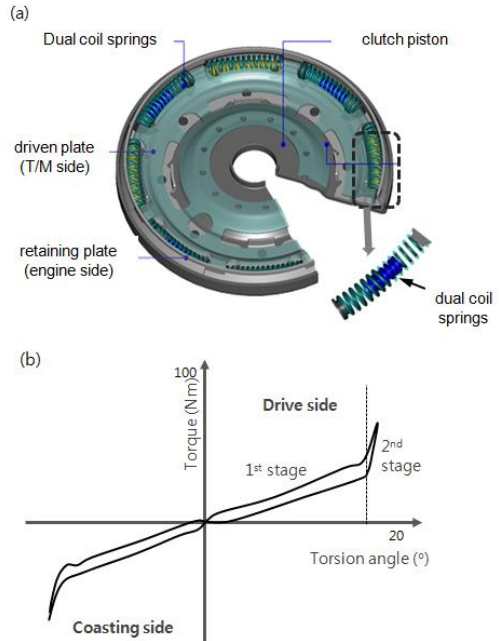 (a)
Dual coil springs
clutch piston
driven plate
(T/M side)
retaining plate
(engine side)
dual coil
springs
(b)
100
Torque (Nm)
Drive side
1st stage
2nd
stage
20
Torsion angle (º)
Coasting side